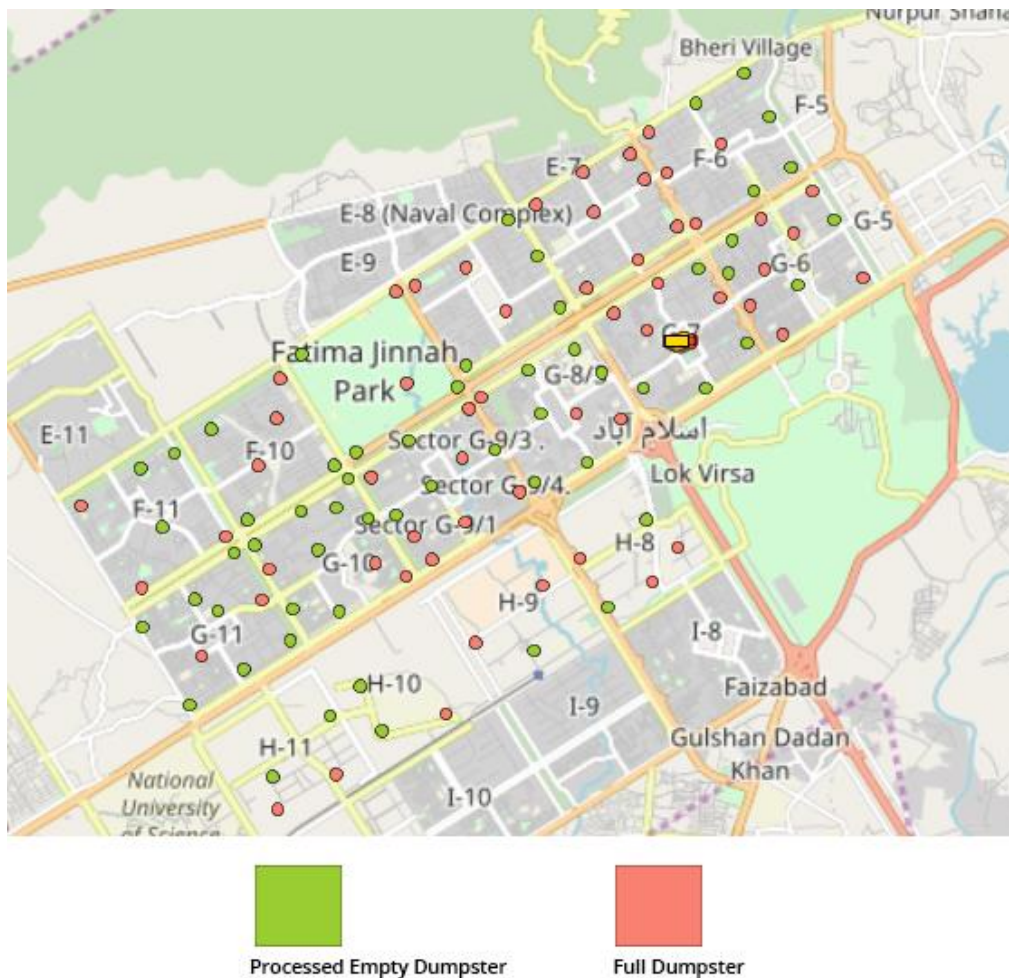 Nurpur Shaha
Bheri Village
F-5
F-6
E-7
E-8 (Naval Complex)
G-5
E-9
G-6
G-7
Fatima Jinnah
Park
G-8/3
E-11
Sector G-9/3 .
اسلام آباد
F-10
Lok Virsa
Sector G-9/4.
F-11
Sector G-9/1
H-8
G-10
H-9
I-8
G-11
Faizabad
H-10
I-9
Gulshan Dadan
Khan
H-11
National
University
of Science
I-10
Processed Empty Dumpster
Full Dumpster